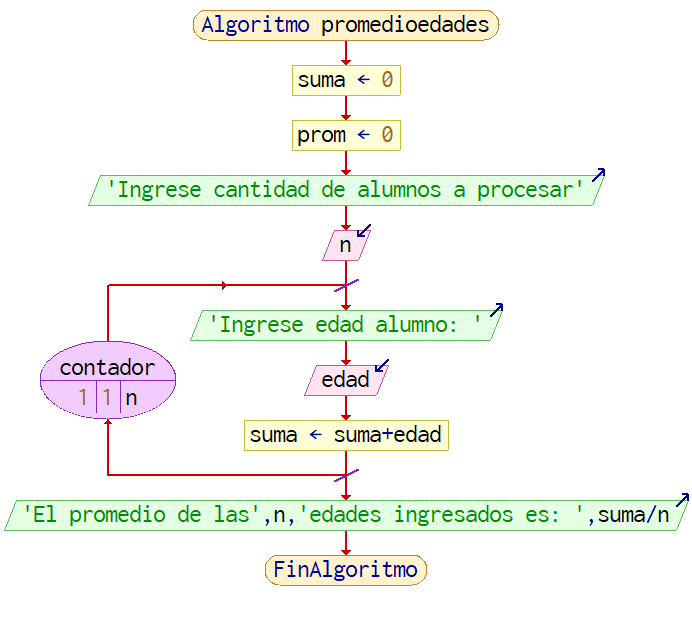 Algoritmo promedioedades
suma ← 0
prom ← 0
'Ingrese cantidad de alumnos a procesar'
n
'Ingrese edad alumno: '
contador
1 1 n
edad
suma ← suma+edad
'El promedio de las',n,'edades ingresados es: ',suma/n
FinAlgoritmo